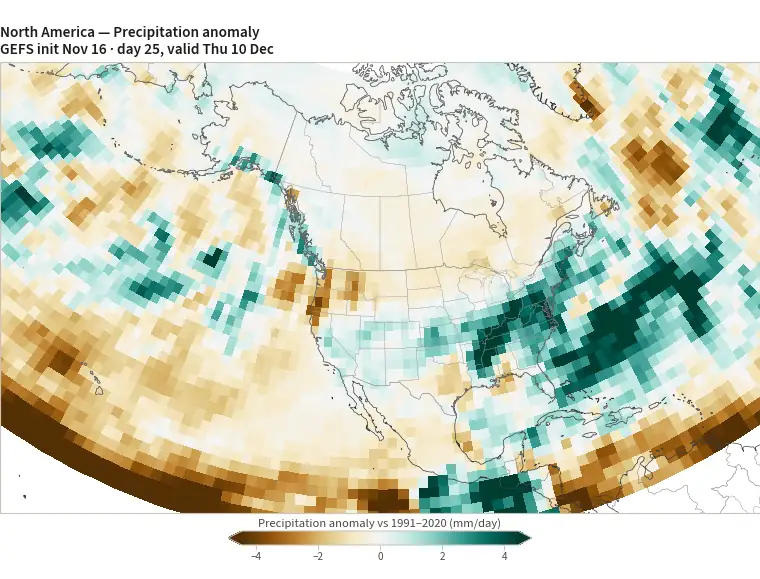 North America — Precipitation anomaly
GEFS init Nov 16 · day 25, valid Thu 10 Dec
Precipitation anomaly vs 1991–2020 (mm/day)
−4 −2 0 2 4